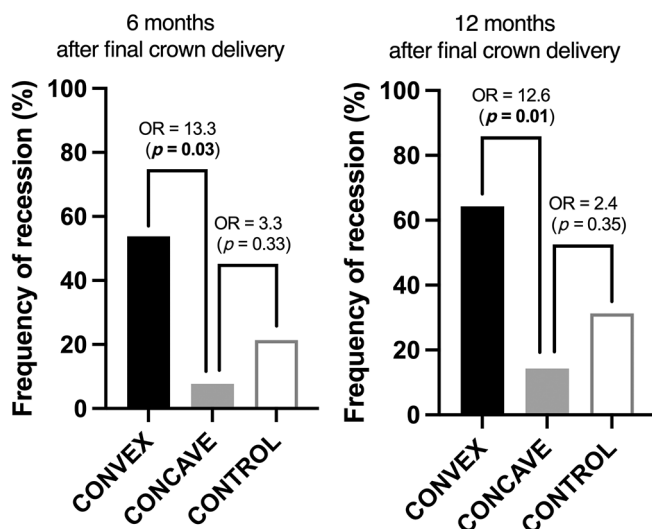 6 months
after final crown delivery
Frequency of recession (%)
100
80
60
40
20
0
OR = 13.3
(p = 0.03)
OR = 3.3
(p = 0.33)
CONVEX
CONCAVE
CONTROL
12 months
after final crown delivery
Frequency of recession (%)
100
80
60
40
20
0
OR = 12.6
(p = 0.01)
OR = 2.4
(p = 0.35)
CONVEX
CONCAVE
CONTROL